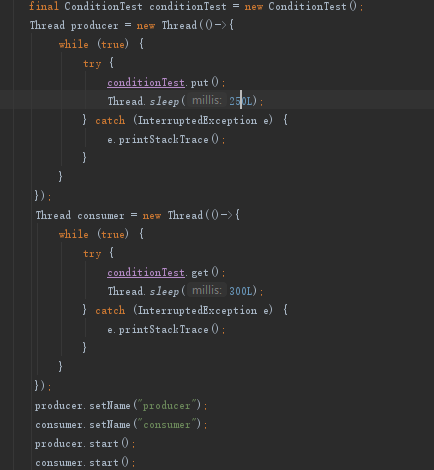 final ConditionTest conditionTest = new ConditionTest();
Thread producer = new Thread(()->{
while (true) {
try {
conditionTest.put();
Thread.sleep( millis: 250L);
} catch (InterruptedException e) {
e.printStackTrace();
}
}
});
Thread consumer = new Thread(()->{
while (true) {
try {
conditionTest.get();
Thread.sleep( millis: 300L);
} catch (InterruptedException e) {
e.printStackTrace();
}
}
});
producer.setName("producer");
consumer.setName("consumer");
producer.start();
consumer.start();